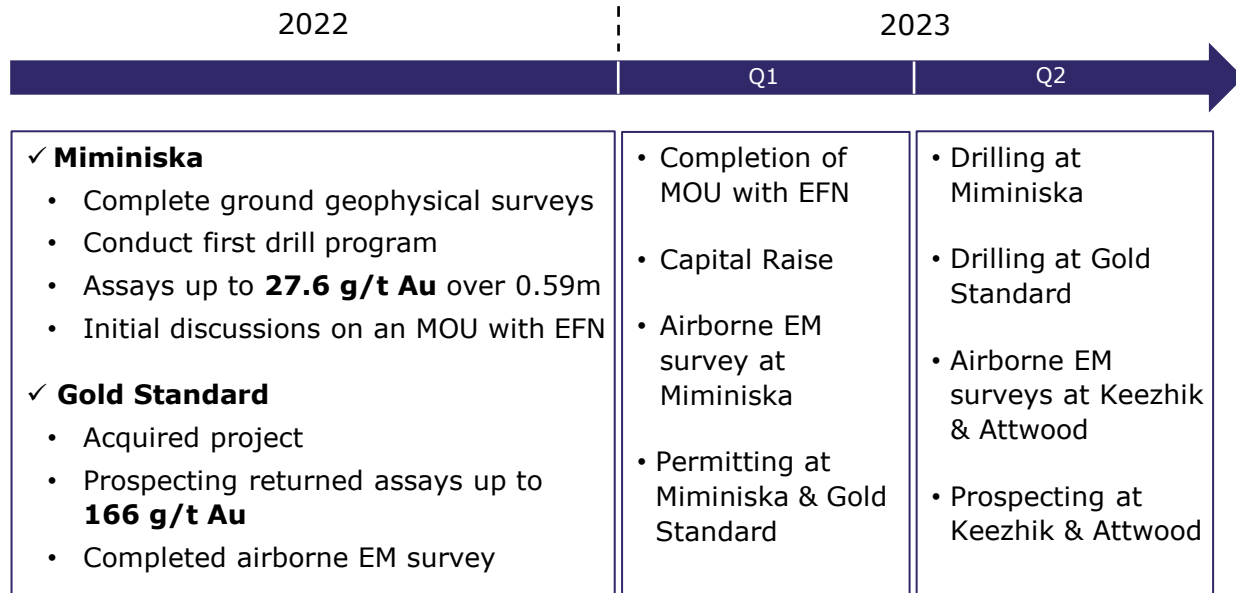 2022
2023
Q1
Q2
✓ Miminiska
• Complete ground geophysical surveys
• Conduct first drill program
• Assays up to 27.6 g/t Au over 0.59m
• Initial discussions on an MOU with EFN
✓ Gold Standard
• Acquired project
• Prospecting returned assays up to
166 g/t Au
• Completed airborne EM survey
• Completion of
MOU with EFN
• Capital Raise
• Airborne EM
survey at
Miminiska
• Permitting at
Miminiska & Gold
Standard
• Drilling at
Miminiska
• Drilling at Gold
Standard
• Airborne EM
surveys at Keezhik
& Attwood
• Prospecting at
Keezhik & Attwood